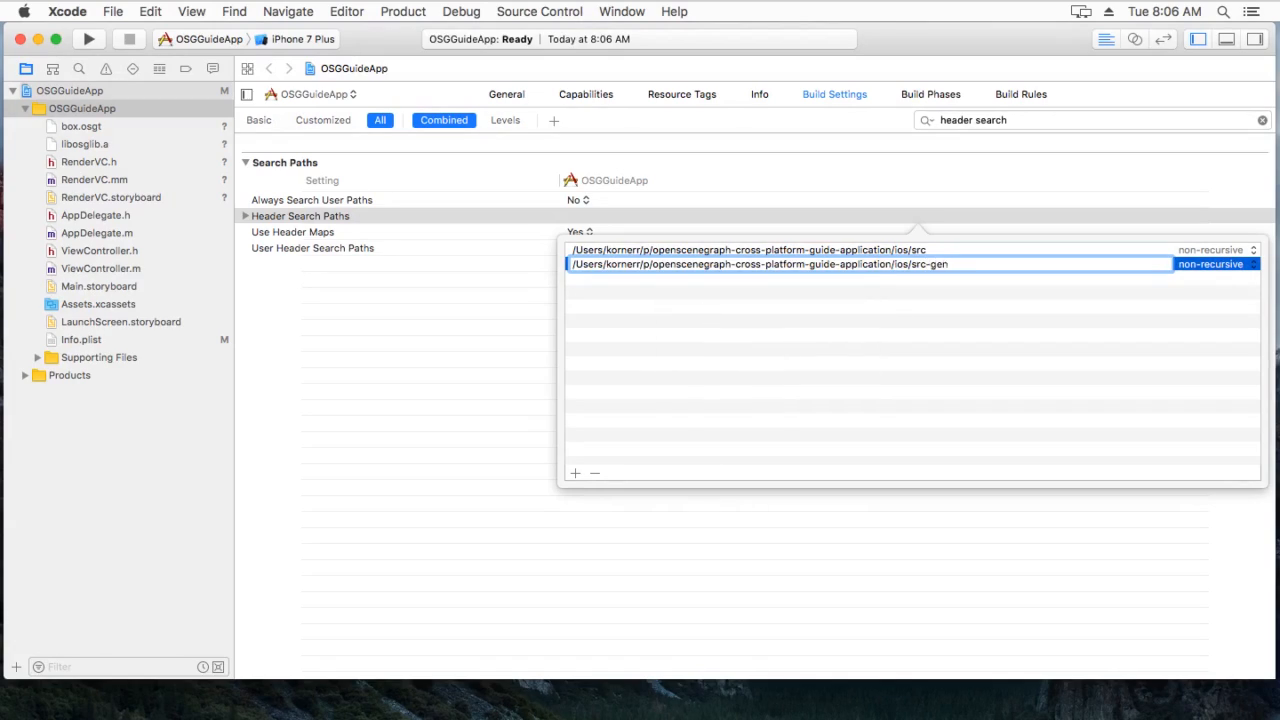 Xcode File Edit View Find Navigate Editor Product Debug Source Control Window Help Tue 8:06 AM
OSGGuideApp iPhone 7 Plus OSGGuideApp: Ready Today at 8:06 AM
OSGGuideApp
OSGGuideApp M
OSGGuideApp General Capabilities Resource Tags Info Build Settings Build Phases Build Rules
OSGGuideApp
Basic Customized All Combined Levels + header search
box.osgt ?
libosglib.a ?
RenderVC.h ?
RenderVC.mm ?
RenderVC.storyboard ?
AppDelegate.h
AppDelegate.m
ViewController.h
ViewController.m
Main.storyboard
Assets.xcassets
LaunchScreen.storyboard
Info.plist M
Supporting Files
Products
Search Paths
Setting OSGGuideApp
Always Search User Paths No
Header Search Paths
Use Header Maps Yes
User Header Search Paths
/Users/kornerr/p/openscenegraph-cross-platform-guide-application/ios/src non-recursive
/Users/kornerr/p/openscenegraph-cross-platform-guide-application/ios/src-gen non-recursive
+ −
+ Filter